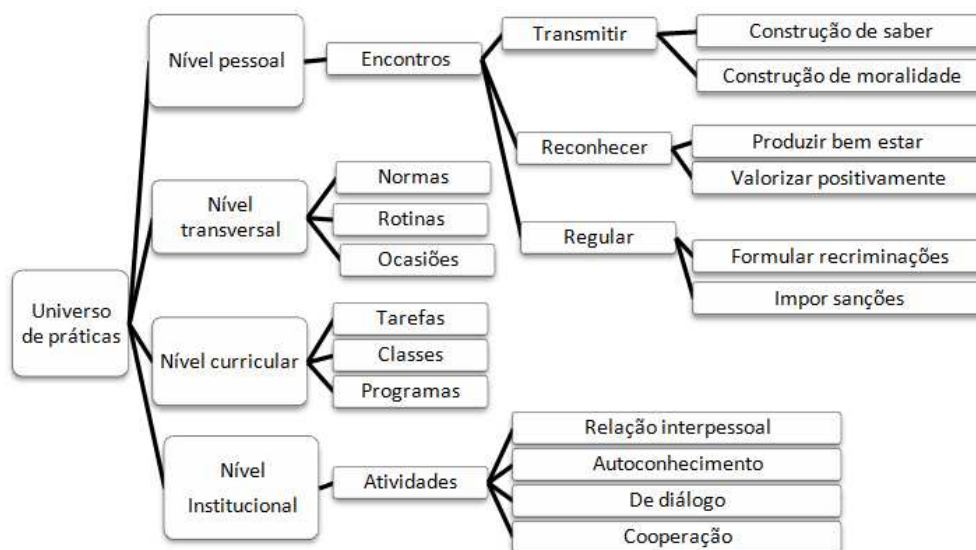 Universo
de práticas
Nível pessoal
Encontros
Transmitir
Construção de saber
Construção de moralidade
Reconhecer
Produzir bem estar
Valorizar positivamente
Regular
Formular recriminações
Impor sanções
Nível
transversal
Normas
Rotinas
Ocasiões
Nível curricular
Tarefas
Classes
Programas
Nível
Institucional
Atividades
Relação interpessoal
Autoconhecimento
De diálogo
Cooperação